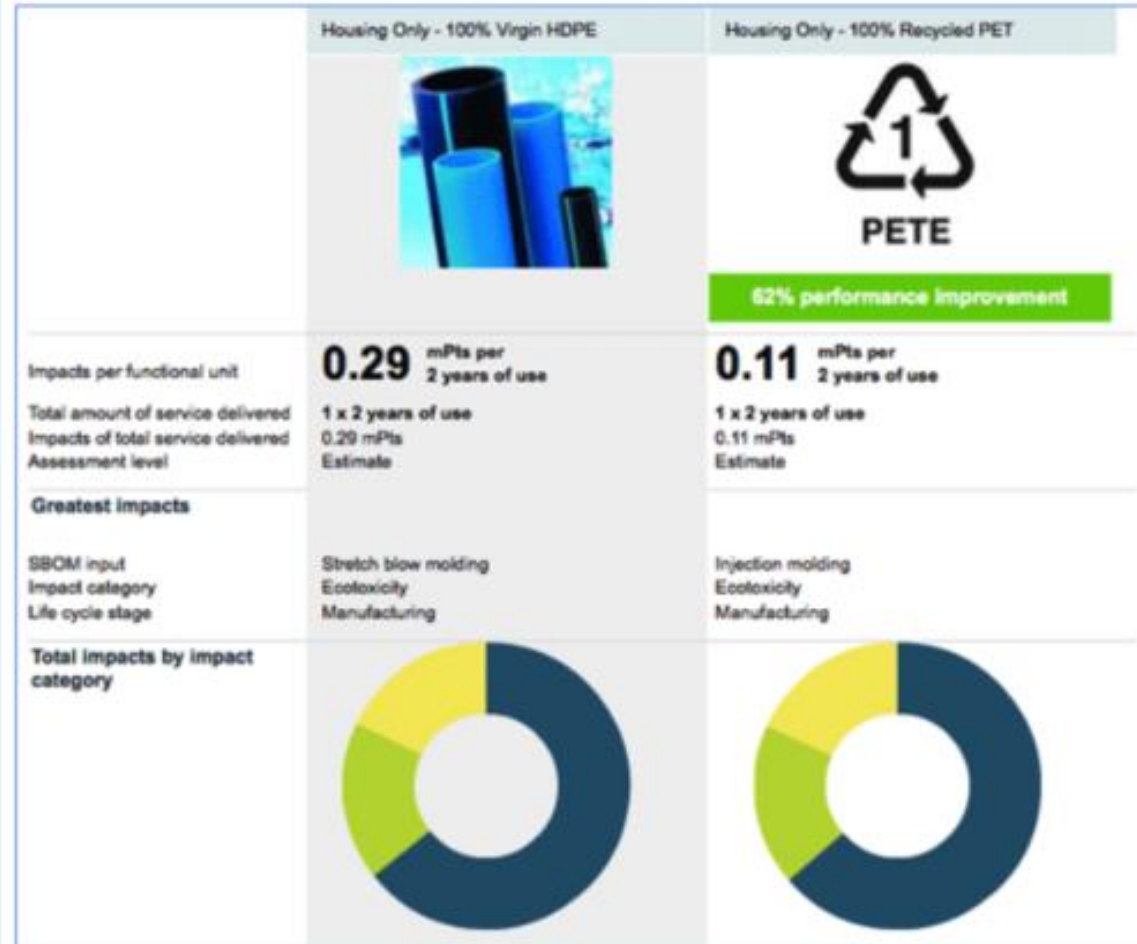 Housing Only - 100% Virgin HDPE
Housing Only - 100% Recycled PET
1
PETE
62% performance improvement
Impacts per functional unit
0.29 mPts per
2 years of use
0.11 mPts per
2 years of use
Total amount of service delivered
1 x 2 years of use
1 x 2 years of use
Impacts of total service delivered
0.29 mPts
0.11 mPts
Assessment level
Estimate
Estimate
Greatest impacts
SBOM input
Stretch blow molding
Injection molding
Impact category
Ecotoxicity
Ecotoxicity
Life cycle stage
Manufacturing
Manufacturing
Total impacts by impact
category